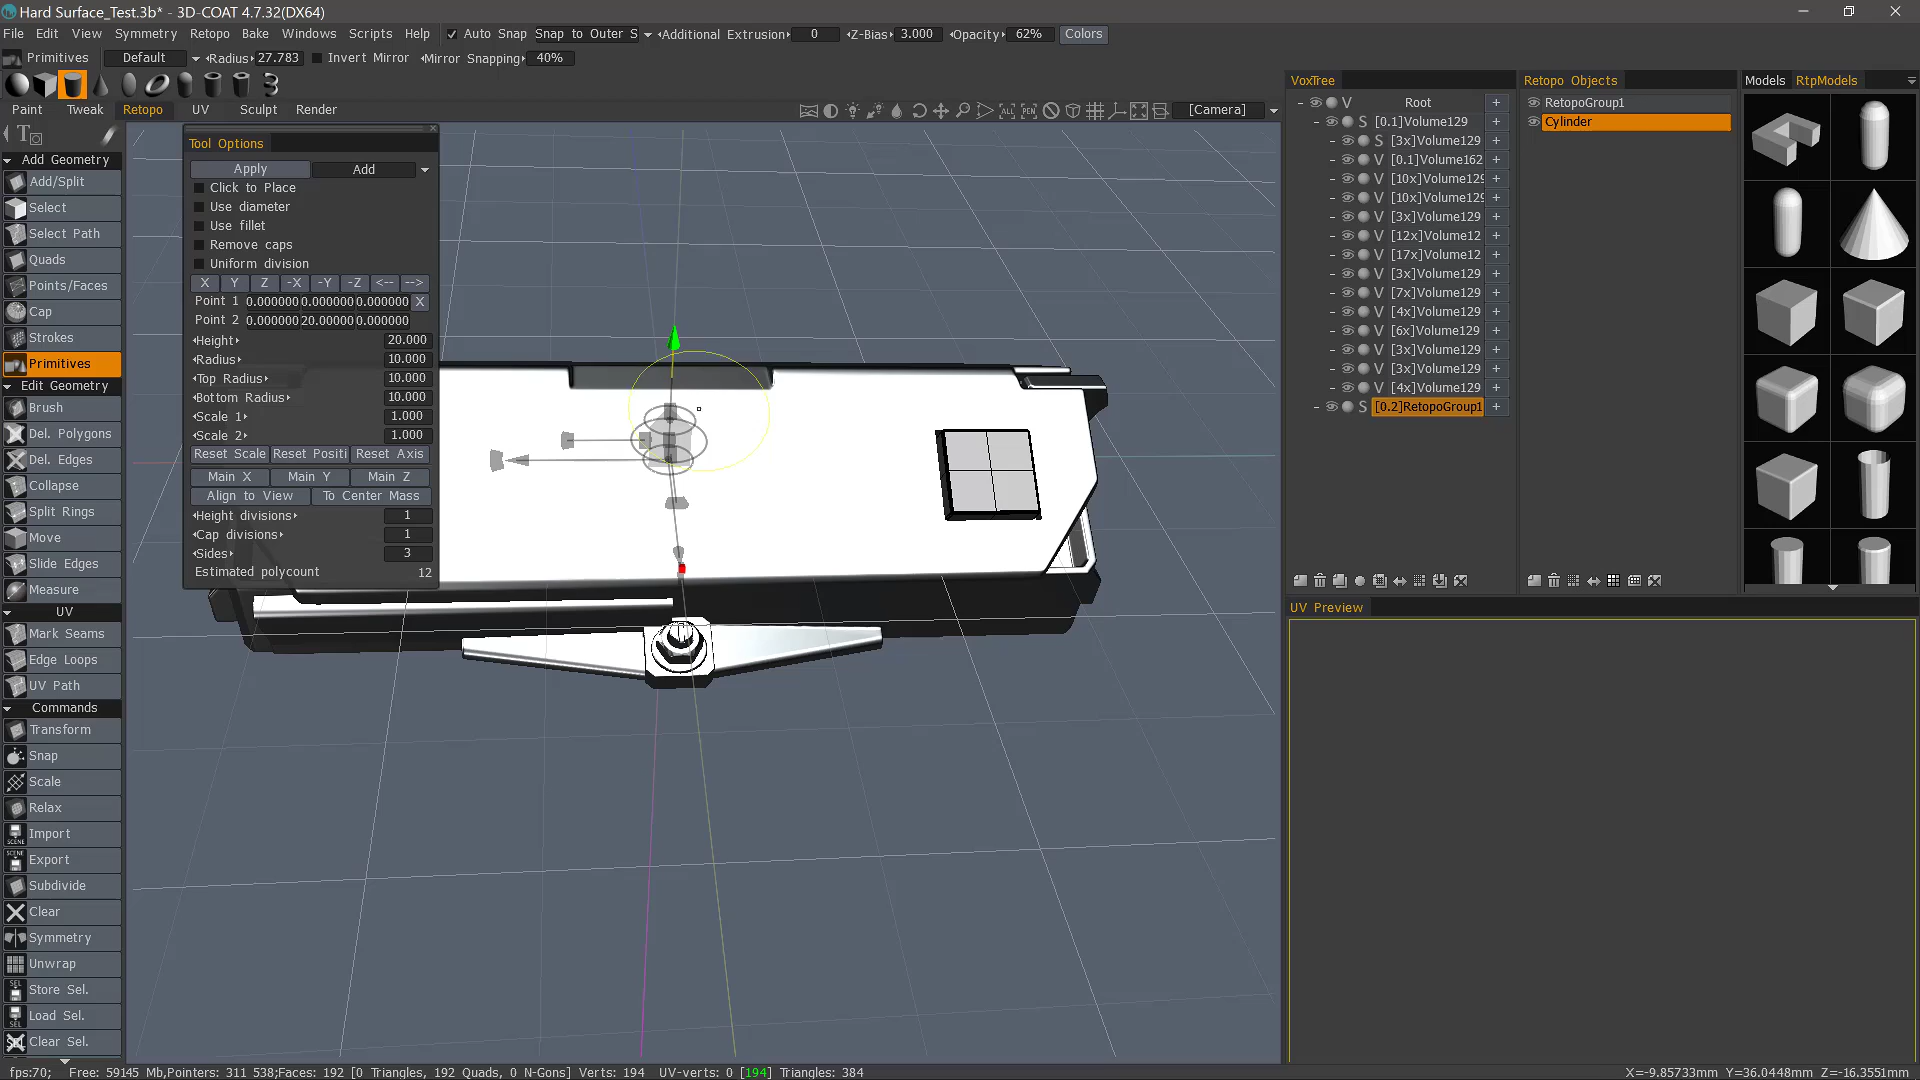 Hard Surface_Test.3b* - 3D-COAT 4.7.32(DX64)
File Edit View Symmetry Retopo Bake Windows Scripts Help Auto Snap Snap to Outer S Additional Extrusion 0 Z-Bias 3.000 Opacity 62% Colors
Primitives Default Radius 27.783 Invert Mirror Mirror Snapping 40%
Paint Tweak Retopo UV Sculpt Render [Camera]
Add Geometry
Add/Split
Select
Select Path
Quads
Points/Faces
Cap
Strokes
Primitives
Edit Geometry
Brush
Del. Polygons
Del. Edges
Collapse
Split Rings
Move
Slide Edges
Measure
UV
Mark Seams
Edge Loops
UV Path
Commands
Transform
Snap
Scale
Relax
Import
Export
Subdivide
Clear
Symmetry
Unwrap
Store Sel.
Load Sel.
Clear Sel.
Tool Options
Apply Add
Click to Place
Use diameter
Use fillet
Remove caps
Uniform division
X Y Z -X -Y -Z <-- -->
Point 1 0.000000 0.000000 0.000000 X
Point 2 0.000000 20.00000 0.000000
Height 20.000
Radius 10.000
Top Radius 10.000
Bottom Radius 10.000
Scale 1 1.000
Scale 2 1.000
Reset Scale Reset Positi Reset Axis
Main X Main Y Main Z
Align to View To Center Mass
Height divisions 1
Cap divisions 1
Sides 3
Estimated polycount 12
VoxTree
V Root +
S [0.1]Volume129 +
S [3x]Volume129 +
V [0.1]Volume162 +
V [10x]Volume129 +
V [10x]Volume129 +
V [3x]Volume129 +
V [12x]Volume12 +
V [17x]Volume12 +
V [3x]Volume129 +
V [7x]Volume129 +
V [4x]Volume129 +
V [6x]Volume129 +
V [3x]Volume129 +
V [3x]Volume129 +
V [4x]Volume129 +
S [0.2]RetopoGroup1 +
Retopo Objects
RetopoGroup1
Cylinder
Models RtpModels
UV Preview
fps:70; Free: 59145 Mb,Pointers: 311 538;Faces: 192 [0 Triangles, 192 Quads, 0 N-Gons] Verts: 194 UV-verts: 0 [194] Triangles: 384 X=-9.85733mm Y=36.0448mm Z=-16.3551mm